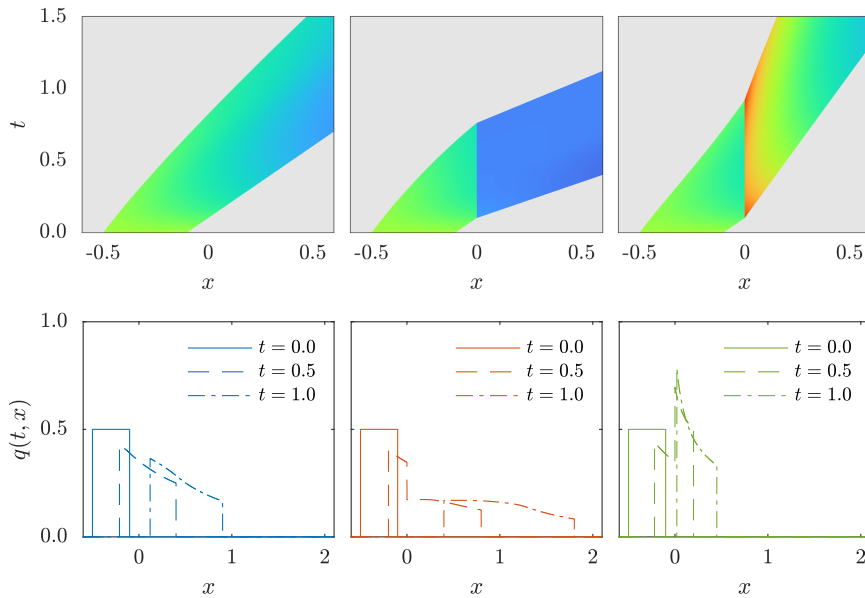 1.5
1.0
t
0.5
0.0
-0.5 0 0.5 -0.5 0 0.5 -0.5 0 0.5
x x x
1.0
t = 0.0 t = 0.0 t = 0.0
t = 0.5 t = 0.5 t = 0.5
t = 1.0 t = 1.0 t = 1.0
q(t, x)
0.5
0.0
0 1 2 0 1 2 0 1 2
x x x